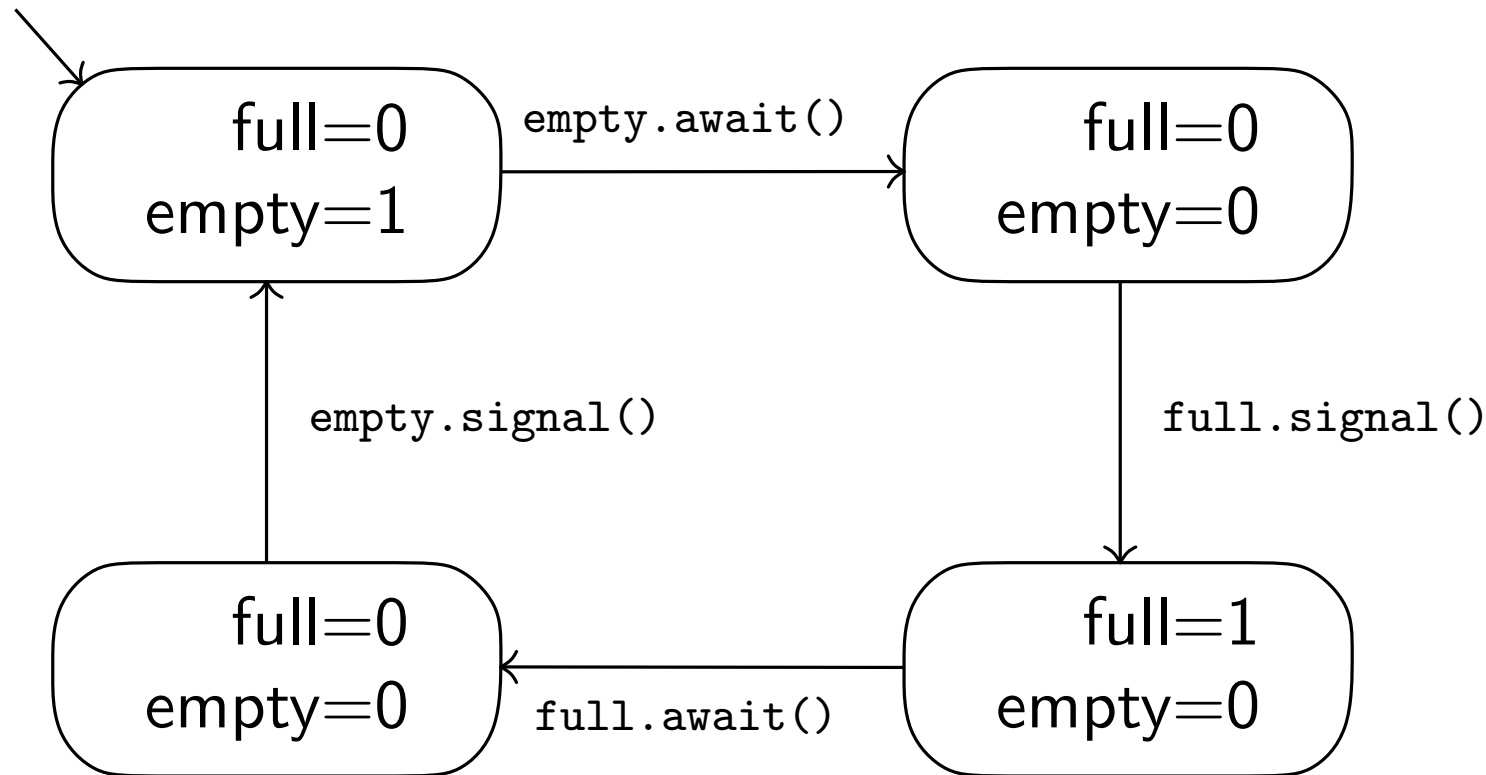 full=0
empty=1
empty.await()
full=0
empty=0
empty.signal()
full.signal()
full=0
empty=0
full.await()
full=1
empty=0